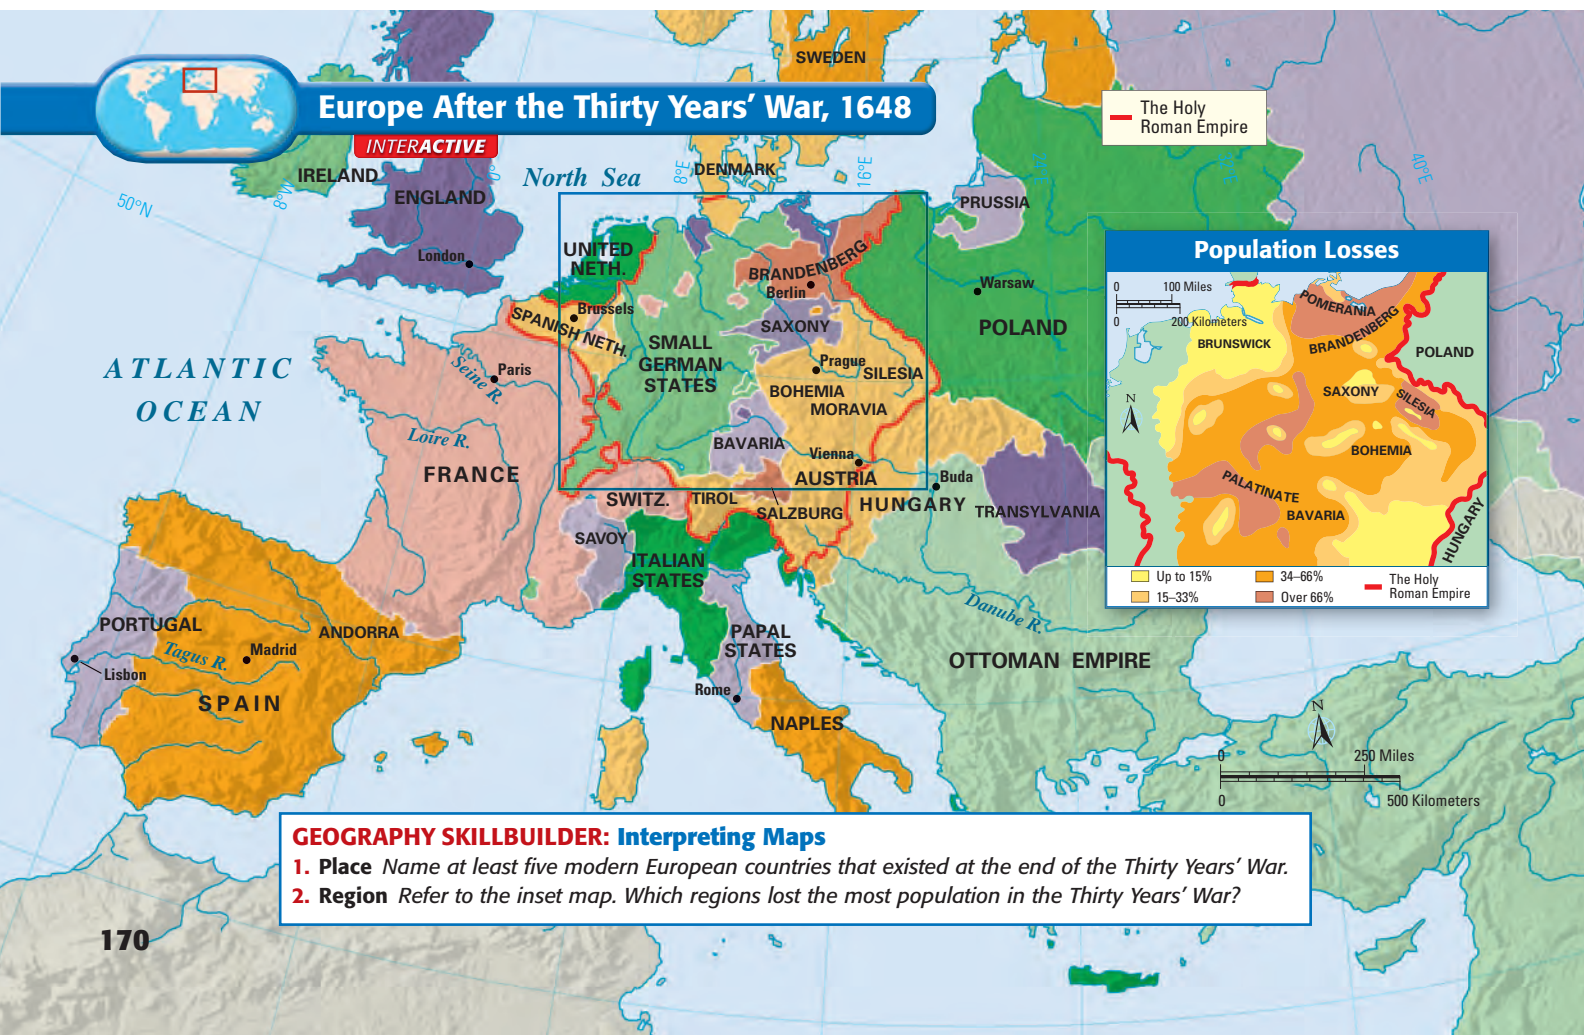 Europe After the Thirty Years' War, 1648
INTERACTIVE
The Holy
Roman Empire
SWEDEN
IRELAND
ENGLAND
London
North Sea
DENMARK
8°W
0°
8°E
16°E
40°E
50°N
PRUSSIA
UNITED
NETH.
BRANDENBERG
Berlin
Warsaw
POLAND
Brussels
SPANISH NETH.
SAXONY
SMALL
GERMAN
STATES
Prague
SILESIA
BOHEMIA
MORAVIA
ATLANTIC
OCEAN
Paris
Seine R.
Loire R.
FRANCE
BAVARIA
Vienna
AUSTRIA
Buda
HUNGARY
TRANSYLVANIA
SWITZ.
TIROL
SALZBURG
SAVOY
ITALIAN
STATES
Danube R.
PORTUGAL
ANDORRA
Tagus R.
Madrid
Lisbon
SPAIN
PAPAL
STATES
Rome
OTTOMAN EMPIRE
NAPLES
N
0 250 Miles
0 500 Kilometers
Population Losses
0 100 Miles
0 200 Kilometers
POMERANIA
BRANDENBERG
BRUNSWICK
POLAND
N
SAXONY
SILESIA
BOHEMIA
PALATINATE
BAVARIA
HUNGARY
Up to 15%
15–33%
34–66%
Over 66%
The Holy
Roman Empire
GEOGRAPHY SKILLBUILDER: Interpreting Maps
1. Place Name at least five modern European countries that existed at the end of the Thirty Years' War.
2. Region Refer to the inset map. Which regions lost the most population in the Thirty Years' War?
170